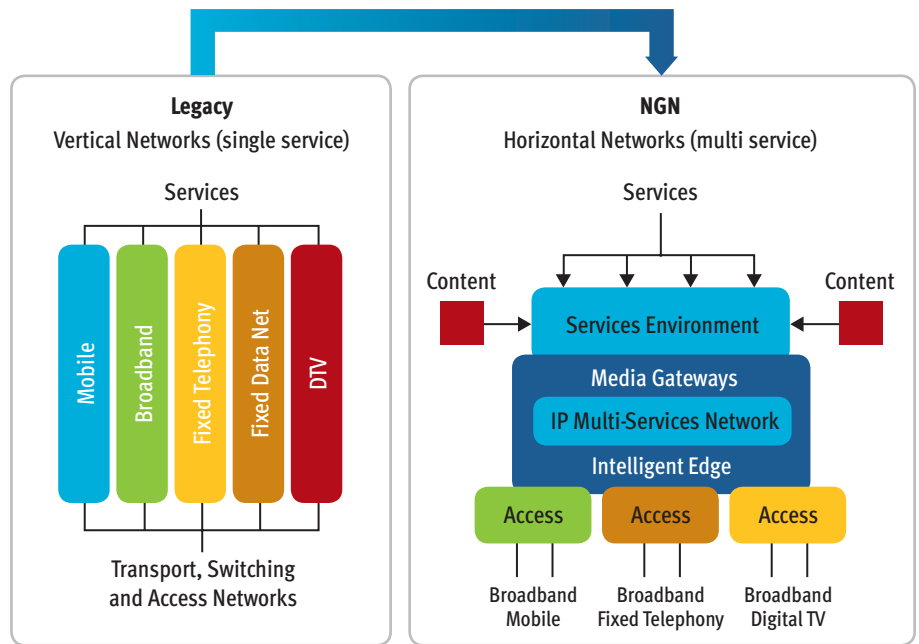 Legacy
Vertical Networks (single service)
Services
Mobile
Broadband
Fixed Telephony
Fixed Data Net
DTV
Transport, Switching
and Access Networks
NGN
Horizontal Networks (multi service)
Services
Content
Content
Services Environment
Media Gateways
IP Multi-Services Network
Intelligent Edge
Access
Access
Access
Broadband
Mobile
Broadband
Fixed Telephony
Broadband
Digital TV